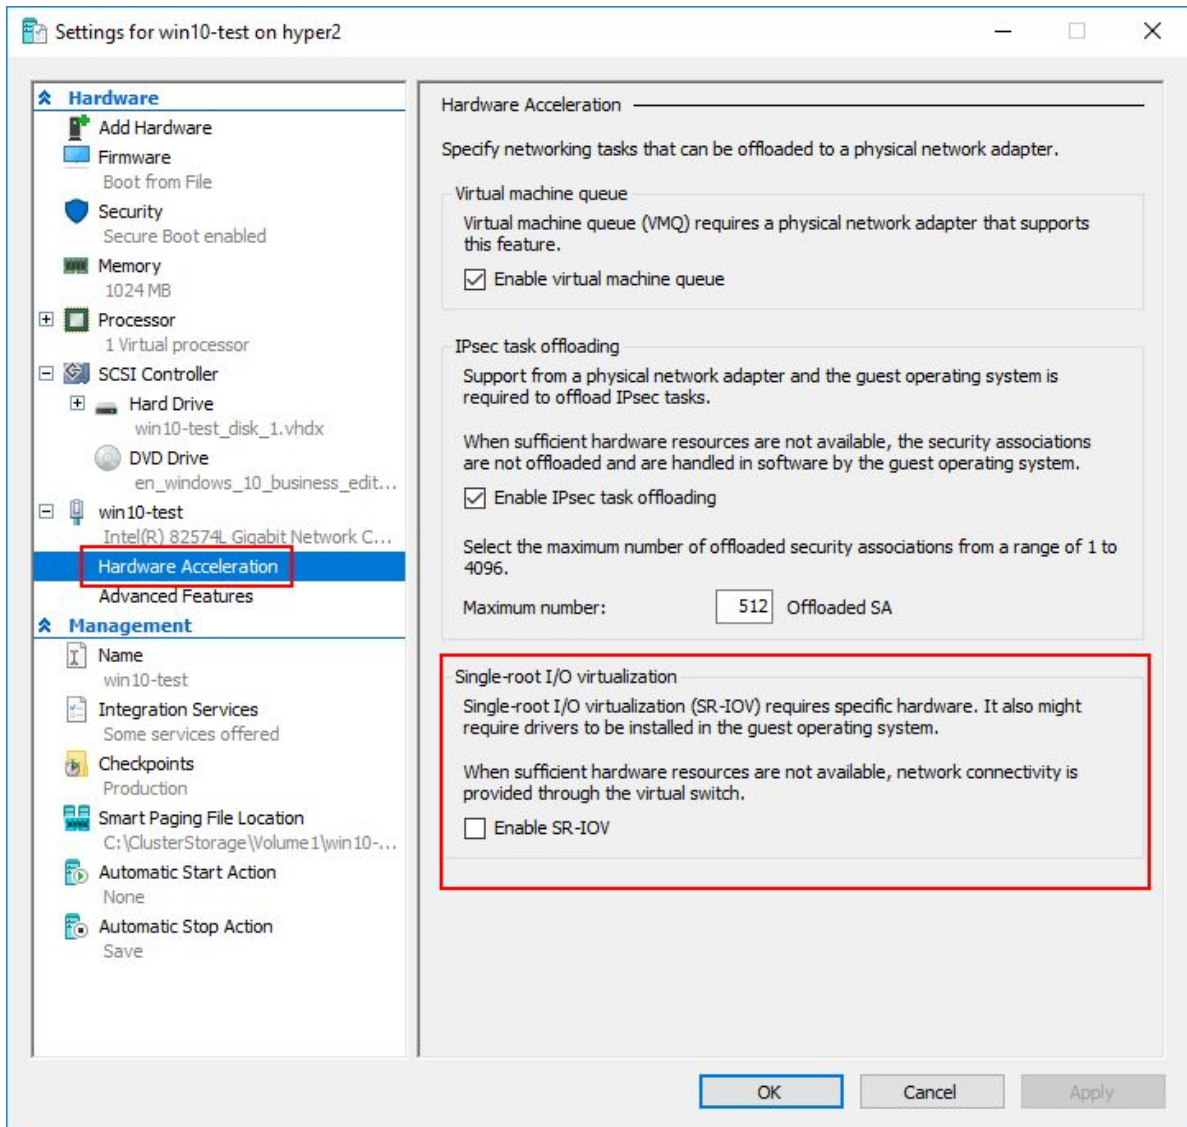 Settings for win10-test on hyper2
Hardware
Add Hardware
Firmware
Boot from File
Security
Secure Boot enabled
Memory
1024 MB
Processor
1 Virtual processor
SCSI Controller
Hard Drive
win10-test_disk_1.vhdx
DVD Drive
en_windows_10_business_edit...
win10-test
Intel(R) 82574L Gigabit Network C...
Hardware Acceleration
Advanced Features
Management
Name
win10-test
Integration Services
Some services offered
Checkpoints
Production
Smart Paging File Location
C:\ClusterStorage\Volume1\win10-...
Automatic Start Action
None
Automatic Stop Action
Save
Hardware Acceleration
Specify networking tasks that can be offloaded to a physical network adapter.
Virtual machine queue
Virtual machine queue (VMQ) requires a physical network adapter that supports
this feature.
Enable virtual machine queue
IPsec task offloading
Support from a physical network adapter and the guest operating system is
required to offload IPsec tasks.
When sufficient hardware resources are not available, the security associations
are not offloaded and are handled in software by the guest operating system.
Enable IPsec task offloading
Select the maximum number of offloaded security associations from a range of 1 to
4096.
Maximum number: 512 Offloaded SA
Single-root I/O virtualization
Single-root I/O virtualization (SR-IOV) requires specific hardware. It also might
require drivers to be installed in the guest operating system.
When sufficient hardware resources are not available, network connectivity is
provided through the virtual switch.
Enable SR-IOV
OK Cancel Apply